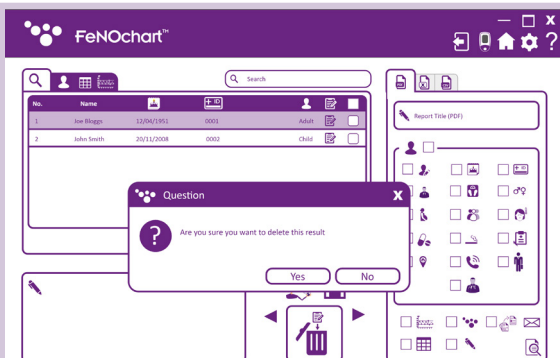 FeNOchart™
X
?
Search
No. Name + ID
1 Joe Bloggs 12/04/1951 0001 Adult
2 John Smith 20/11/2008 0002 Child
Report Title (PDF)
+ ID
Question X
? Are you sure you want to delete this result
Yes No